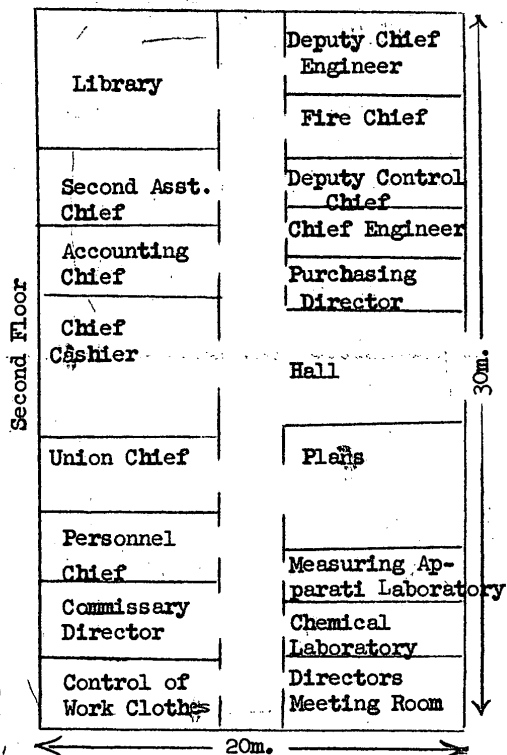 Second Floor
Library
Second Asst.
Chief
Accounting
Chief
Chief
Cashier
Union Chief
Personnel
Chief
Commissary
Director
Control of
Work Clothes
Deputy Chief
Engineer
Fire Chief
Deputy Control
Chief
Chief Engineer
Purchasing
Director
Hall
Plans
Measuring Ap-
parati Laboratory
Chemical
Laboratory
Directors
Meeting Room
30m.
20m.